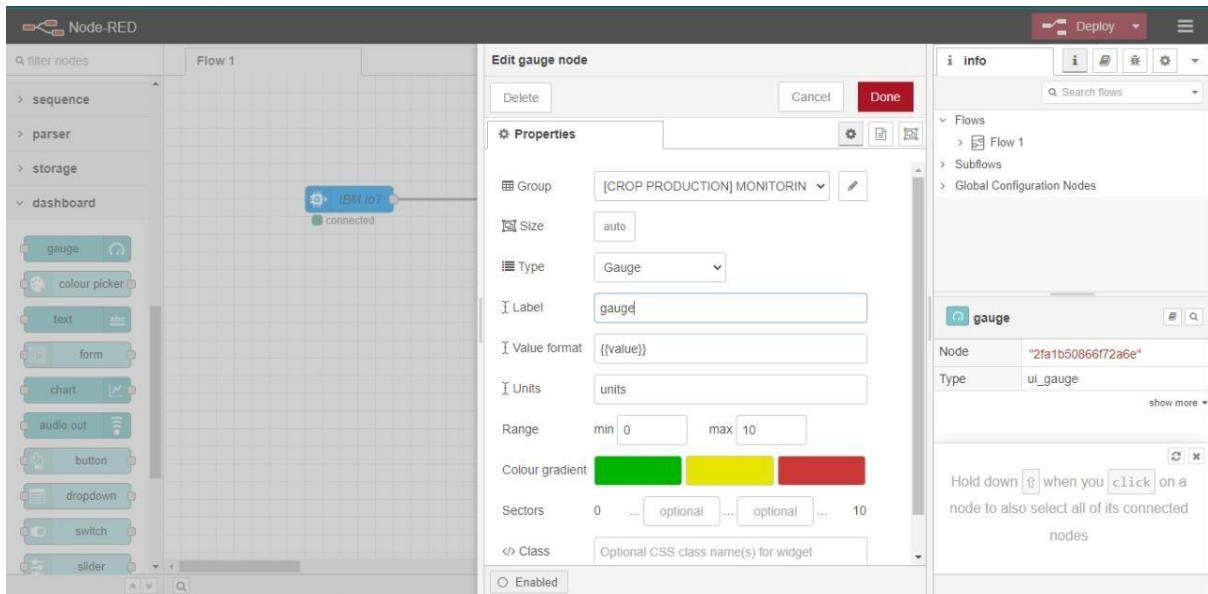 Node-RED
Deploy
filter nodes
sequence
parser
storage
dashboard
gauge
colour picker
text
abc
form
chart
audio out
button
dropdown
switch
slider
Flow 1
IBM IoT
connected
Edit gauge node
Delete
Cancel
Done
Properties
Group
[CROP PRODUCTION] MONITORIN
Size
auto
Type
Gauge
Label
gauge
Value format
{{value}}
Units
units
Range
min 0
max 10
Colour gradient
Sectors
0 ... optional ... optional ... 10
</> Class
Optional CSS class name(s) for widget
Enabled
i info
i
Search flows
Flows
Flow 1
Subflows
Global Configuration Nodes
gauge
Node "2fa1b50866f72a6e"
Type ui_gauge
show more
Hold down ⇧ when you click on a
node to also select all of its connected
nodes